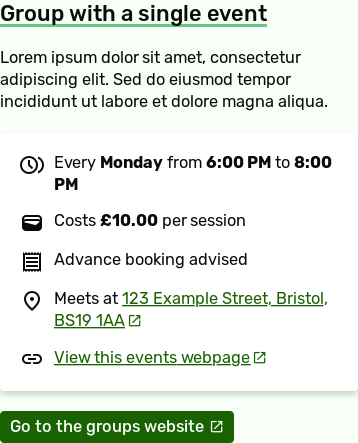 Group with a single event
Lorem ipsum dolor sit amet, consectetur
adipiscing elit. Sed do eiusmod tempor
incididunt ut labore et dolore magna aliqua.
Every Monday from 6:00 PM to 8:00
PM
Costs £10.00 per session
Advance booking advised
Meets at 123 Example Street, Bristol,
BS19 1AA
View this events webpage
Go to the groups website